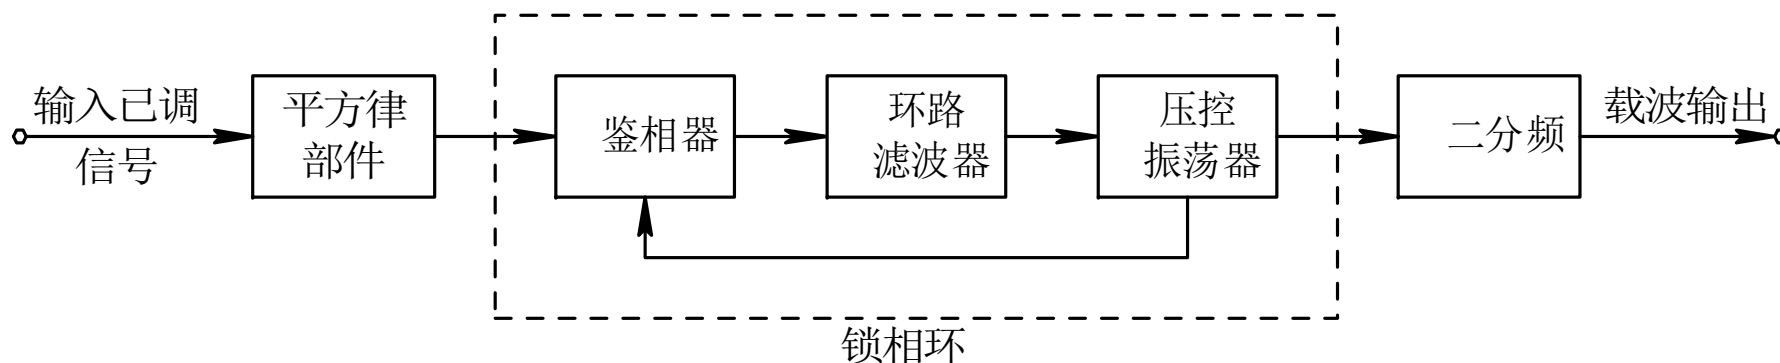 输入已调
信号
平方律
部件
鉴相器
环路
滤波器
压控
振荡器
二分频
载波输出
锁相环